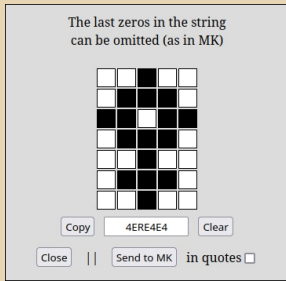 The last zeros in the string
can be omitted (as in MK)
Copy 4ERE4E4 Clear
Close || Send to MK in quotes